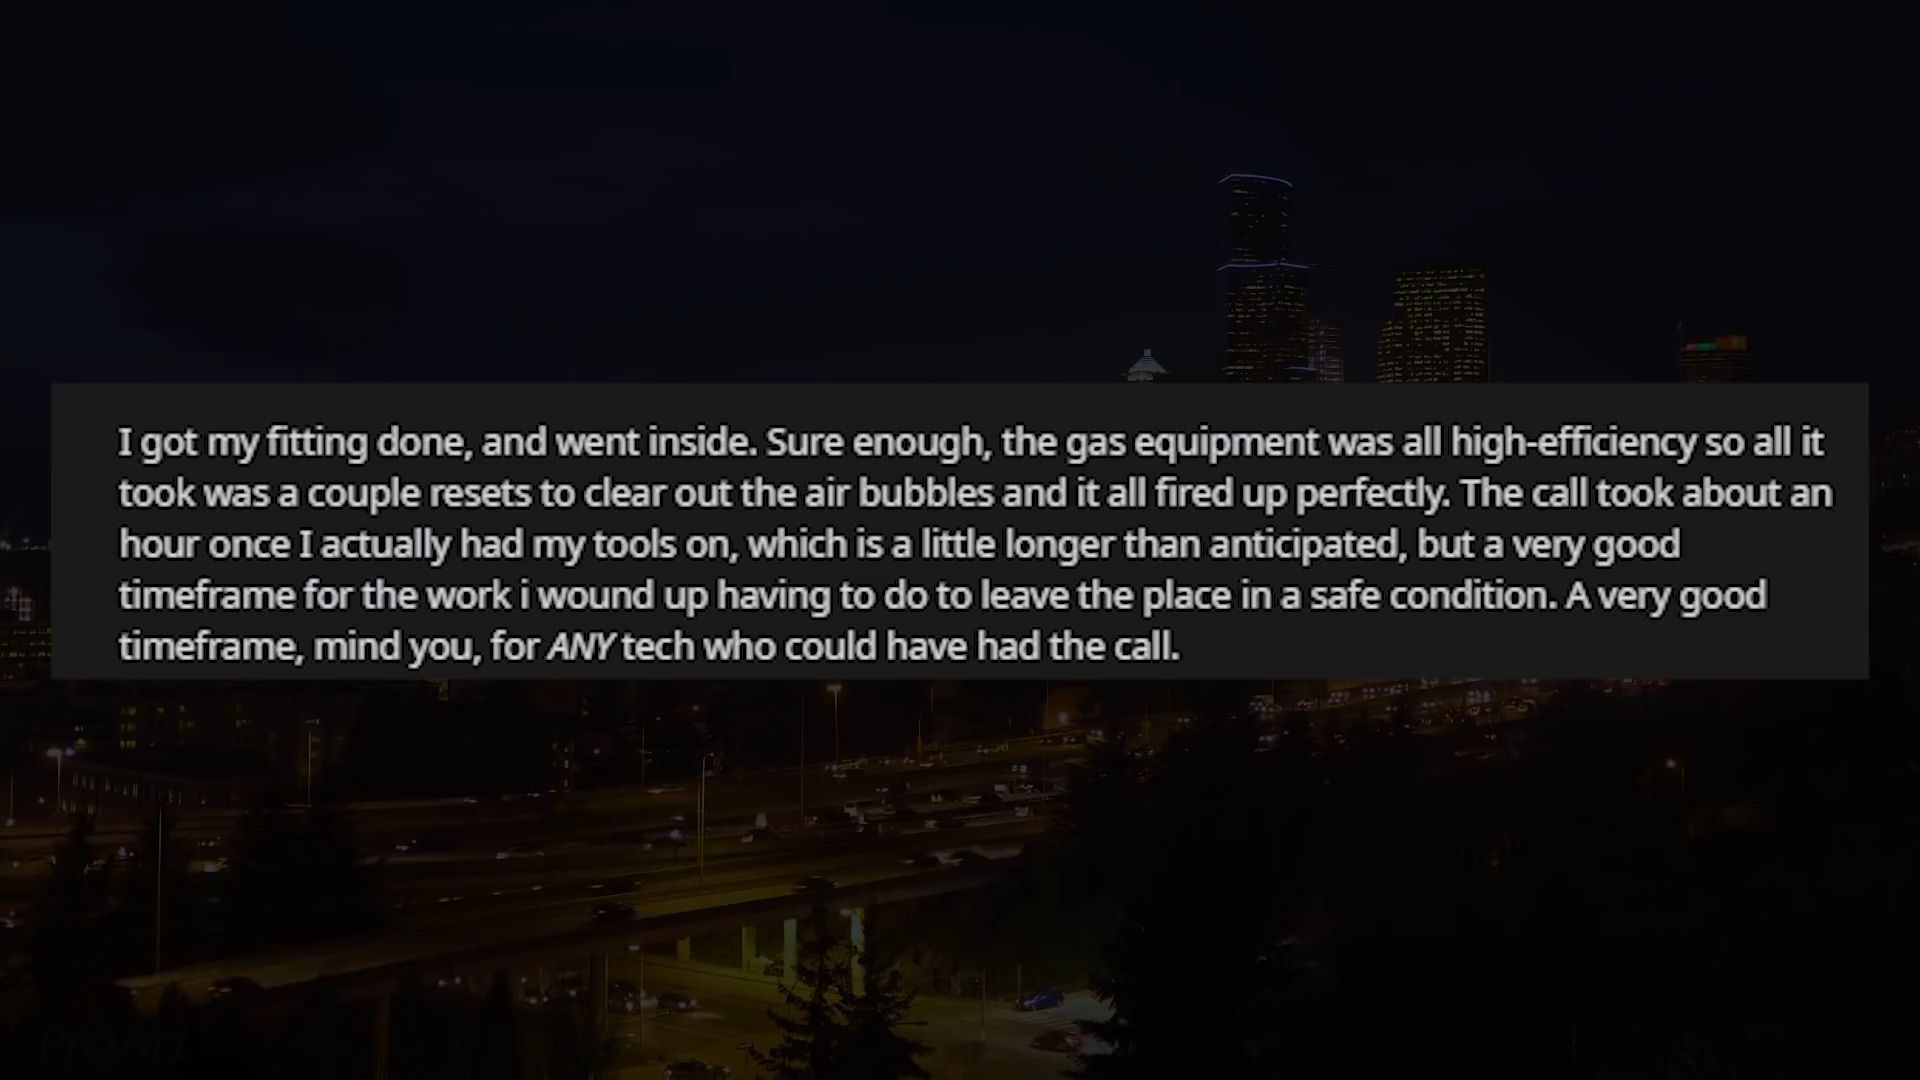 I got my fitting done, and went inside. Sure enough, the gas equipment was all high-efficiency so all it
took was a couple resets to clear out the air bubbles and it all fired up perfectly. The call took about an
hour once I actually had my tools on, which is a little longer than anticipated, but a very good
timeframe for the work i wound up having to do to leave the place in a safe condition. A very good
timeframe, mind you, for ANY tech who could have had the call.
ProArt